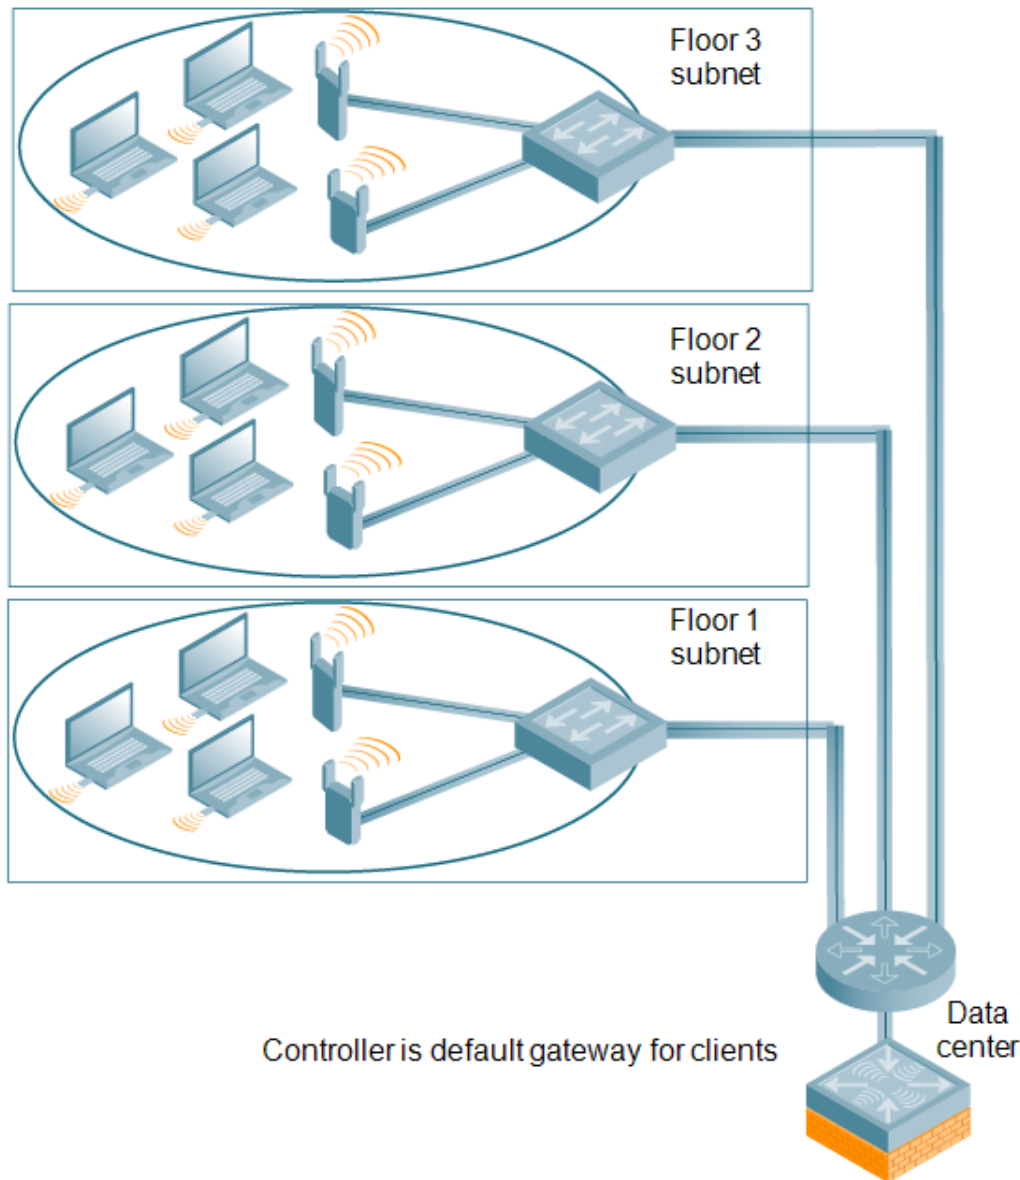 Floor 3
subnet
Floor 2
subnet
Floor 1
subnet
Data
center
Controller is default gateway for clients